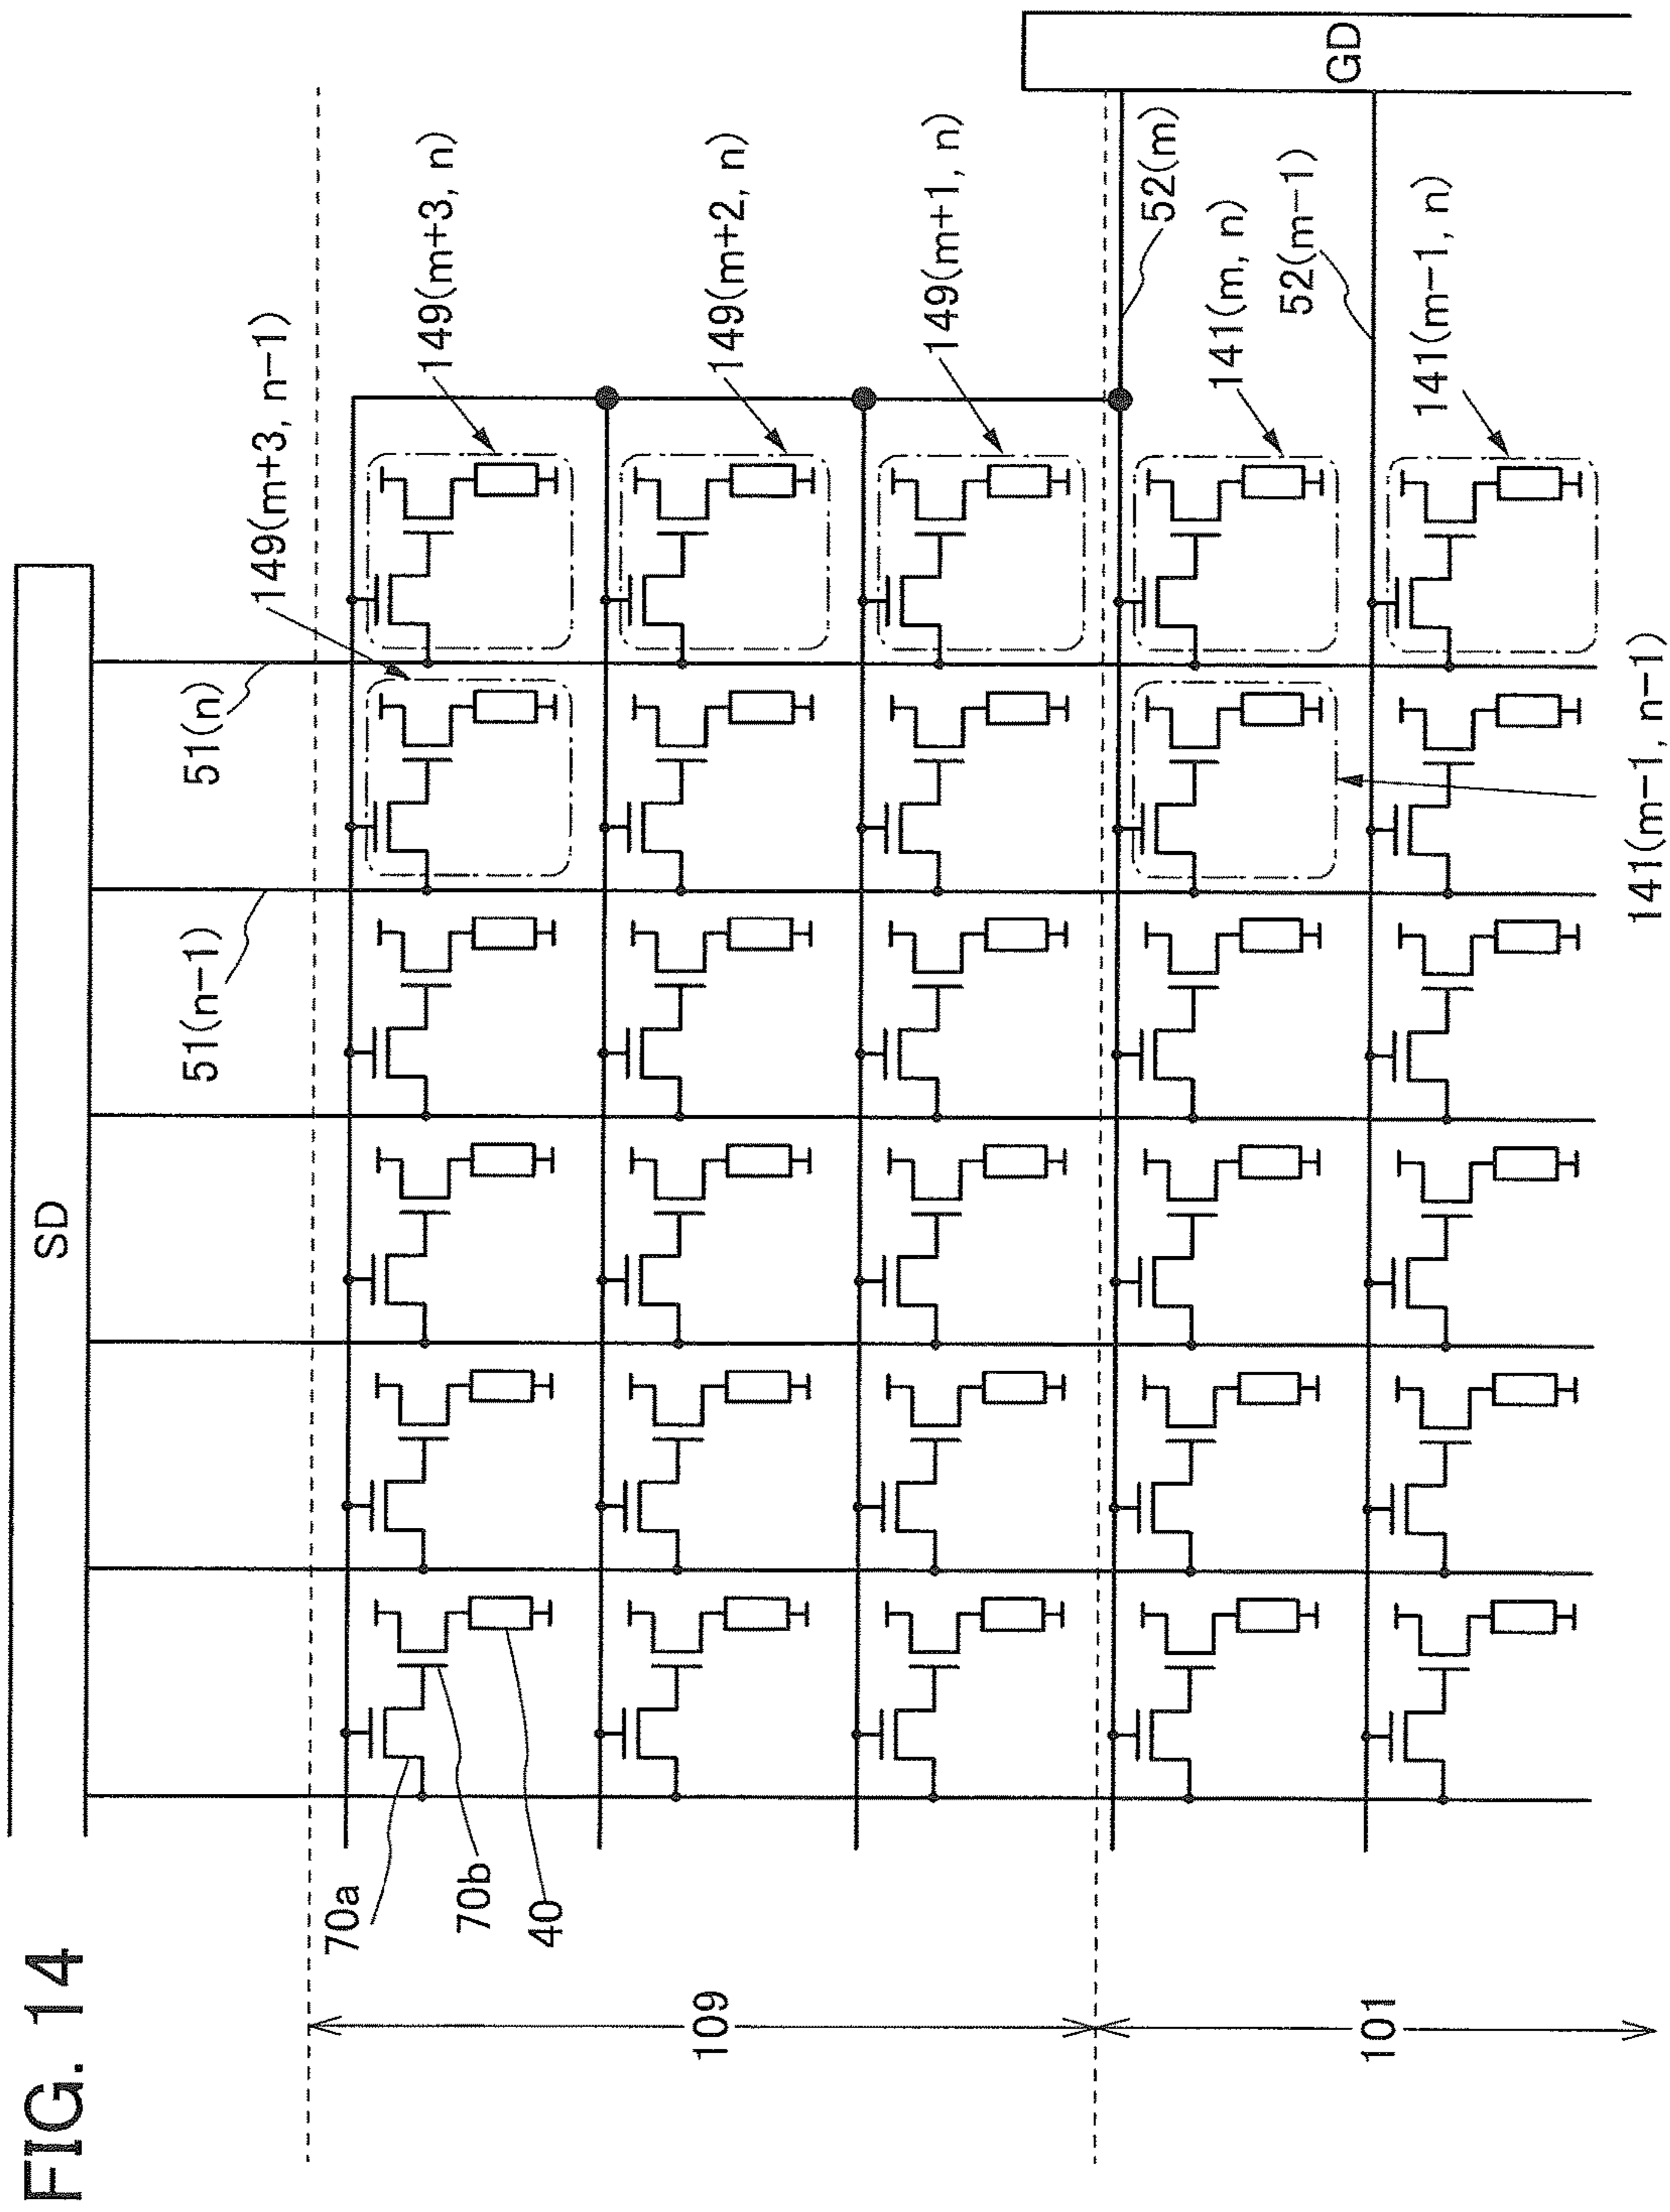 FIG. 14
SD
GD
51(n-1)
51(n)
149(m+3, n-1)
149(m+3, n)
149(m+2, n)
149(m+1, n)
52(m)
141(m, n)
52(m-1)
141(m-1, n)
141(m-1, n-1)
70a
70b
40
109
101